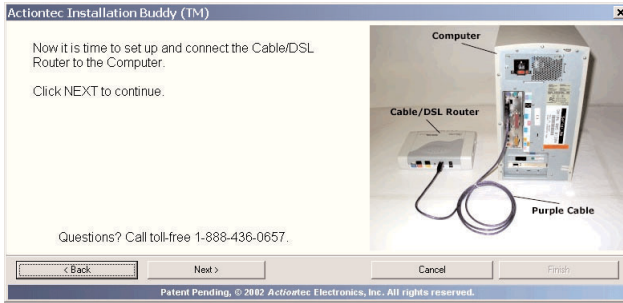 Actiontec Installation Buddy (TM)
Now it is time to set up and connect the Cable/DSL
Router to the Computer.
Click NEXT to continue.
Computer
Cable/DSL Router
Purple Cable
Questions? Call toll-free 1-888-436-0657.
< Back
Next >
Cancel
Finish
Patent Pending, © 2002 Actiontec Electronics, Inc. All rights reserved.